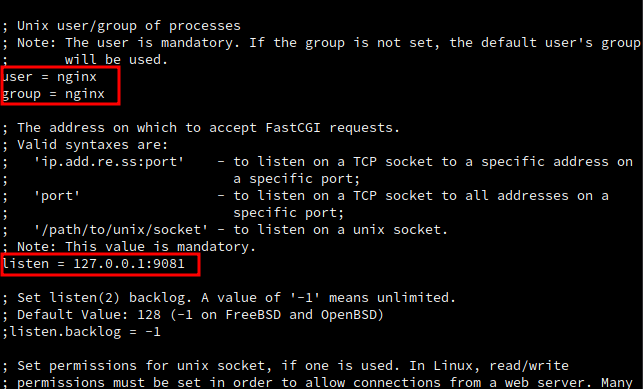 ; Unix user/group of processes
; Note: The user is mandatory. If the group is not set, the default user's group
;       will be used.
user = nginx
group = nginx
; The address on which to accept FastCGI requests.
; Valid syntaxes are:
;   'ip.add.re.ss:port'    - to listen on a TCP socket to a specific address on
;                            a specific port;
;   'port'                 - to listen on a TCP socket to all addresses on a
;                            specific port;
;   '/path/to/unix/socket' - to listen on a unix socket.
; Note: This value is mandatory.
listen = 127.0.0.1:9081
; Set listen(2) backlog. A value of '-1' means unlimited.
; Default Value: 128 (-1 on FreeBSD and OpenBSD)
;listen.backlog = -1
; Set permissions for unix socket, if one is used. In Linux, read/write
; permissions must be set in order to allow connections from a web server. Many